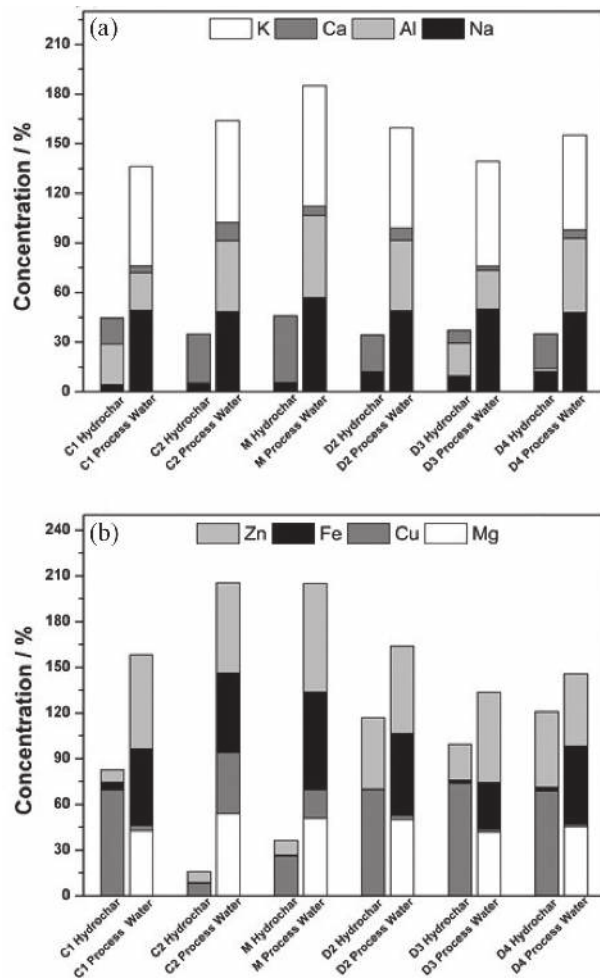 (a)
K Ca Al Na
Concentration / %
210
180
150
120
90
60
30
0
C1 Hydrochar
C1 Process Water
C2 Hydrochar
C2 Process Water
M Hydrochar
M Process Water
D2 Hydrochar
D2 Process Water
D3 Hydrochar
D3 Process Water
D4 Hydrochar
D4 Process Water
(b)
Zn Fe Cu Mg
Concentration / %
240
210
180
150
120
90
60
30
0
C1 Hydrochar
C1 Process Water
C2 Hydrochar
C2 Process Water
M Hydrochar
M Process Water
D2 Hydrochar
D2 Process Water
D3 Hydrochar
D3 Process Water
D4 Hydrochar
D4 Process Water